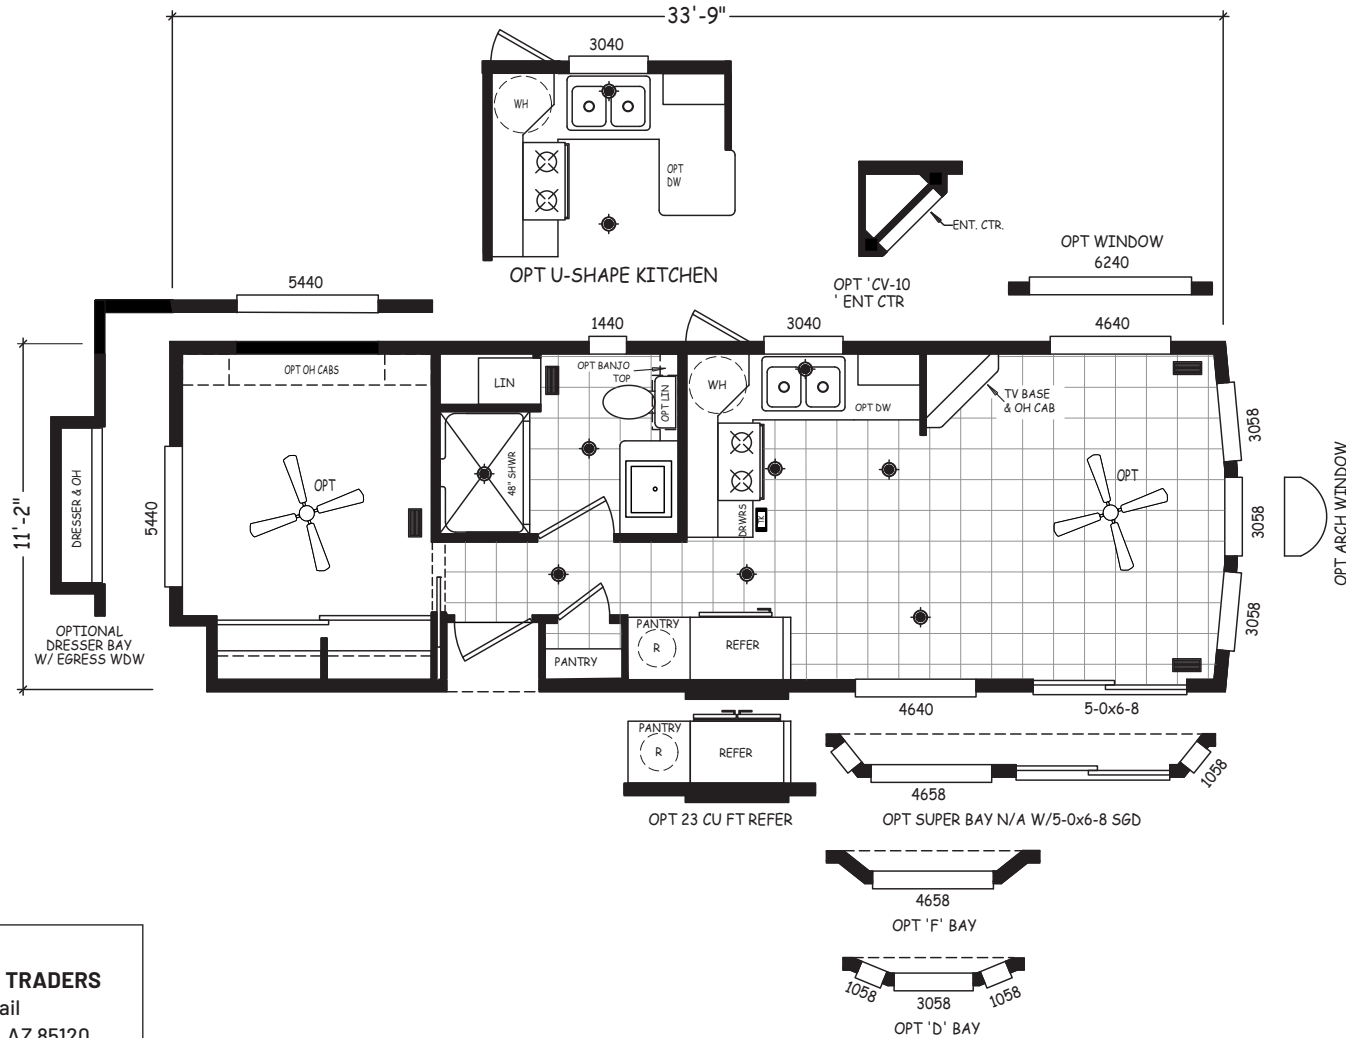 33'-9"
3040
WH
OPT
DW
OPT U-SHAPE KITCHEN
ENT. CTR.
OPT 'CV-10
' ENT CTR
OPT WINDOW
6240
5440
1440
3040
4640
OPT OH CABS
LIN
OPT BANJO
TOP
OPT LIN
WH
OPT DW
TV BASE
& OH CAB
3058
11'-2"
DRESSER & OH
5440
OPT
48" SHWR
DRWRS
TK
OPT
3058
OPT ARCH WINDOW
3058
OPTIONAL
DRESSER BAY
W/ EGRESS WDW
PANTRY
PANTRY
R
REFER
4640
5-0x6-8
PANTRY
R
REFER
OPT 23 CU FT REFER
4658
1058
OPT SUPER BAY N/A W/5-0x6-8 SGD
4658
OPT 'F' BAY
1058
3058
1058
OPT 'D' BAY
TRADERS
ail
AZ 85120